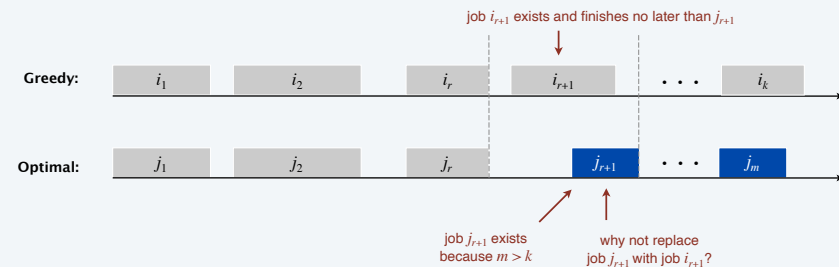 job i_{r+1} exists and finishes no later than j_{r+1}
Greedy: i_1 i_2 i_r i_{r+1} . . . i_k
Optimal: j_1 j_2 j_r j_{r+1} . . . j_m
job j_{r+1} exists
because m > k
why not replace
job j_{r+1} with job i_{r+1}?